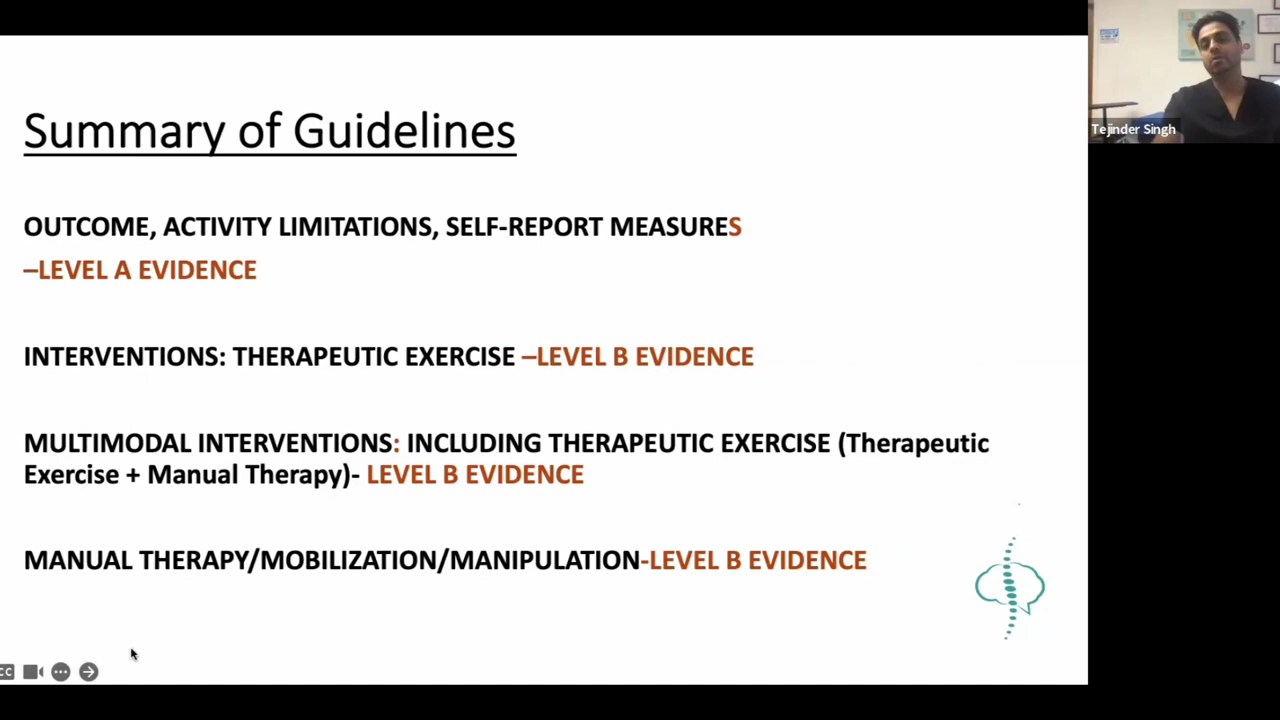 Summary of Guidelines
OUTCOME, ACTIVITY LIMITATIONS, SELF-REPORT MEASURES
–LEVEL A EVIDENCE
INTERVENTIONS: THERAPEUTIC EXERCISE –LEVEL B EVIDENCE
MULTIMODAL INTERVENTIONS: INCLUDING THERAPEUTIC EXERCISE (Therapeutic
Exercise + Manual Therapy)- LEVEL B EVIDENCE
MANUAL THERAPY/MOBILIZATION/MANIPULATION-LEVEL B EVIDENCE
CC
Tejinder Singh